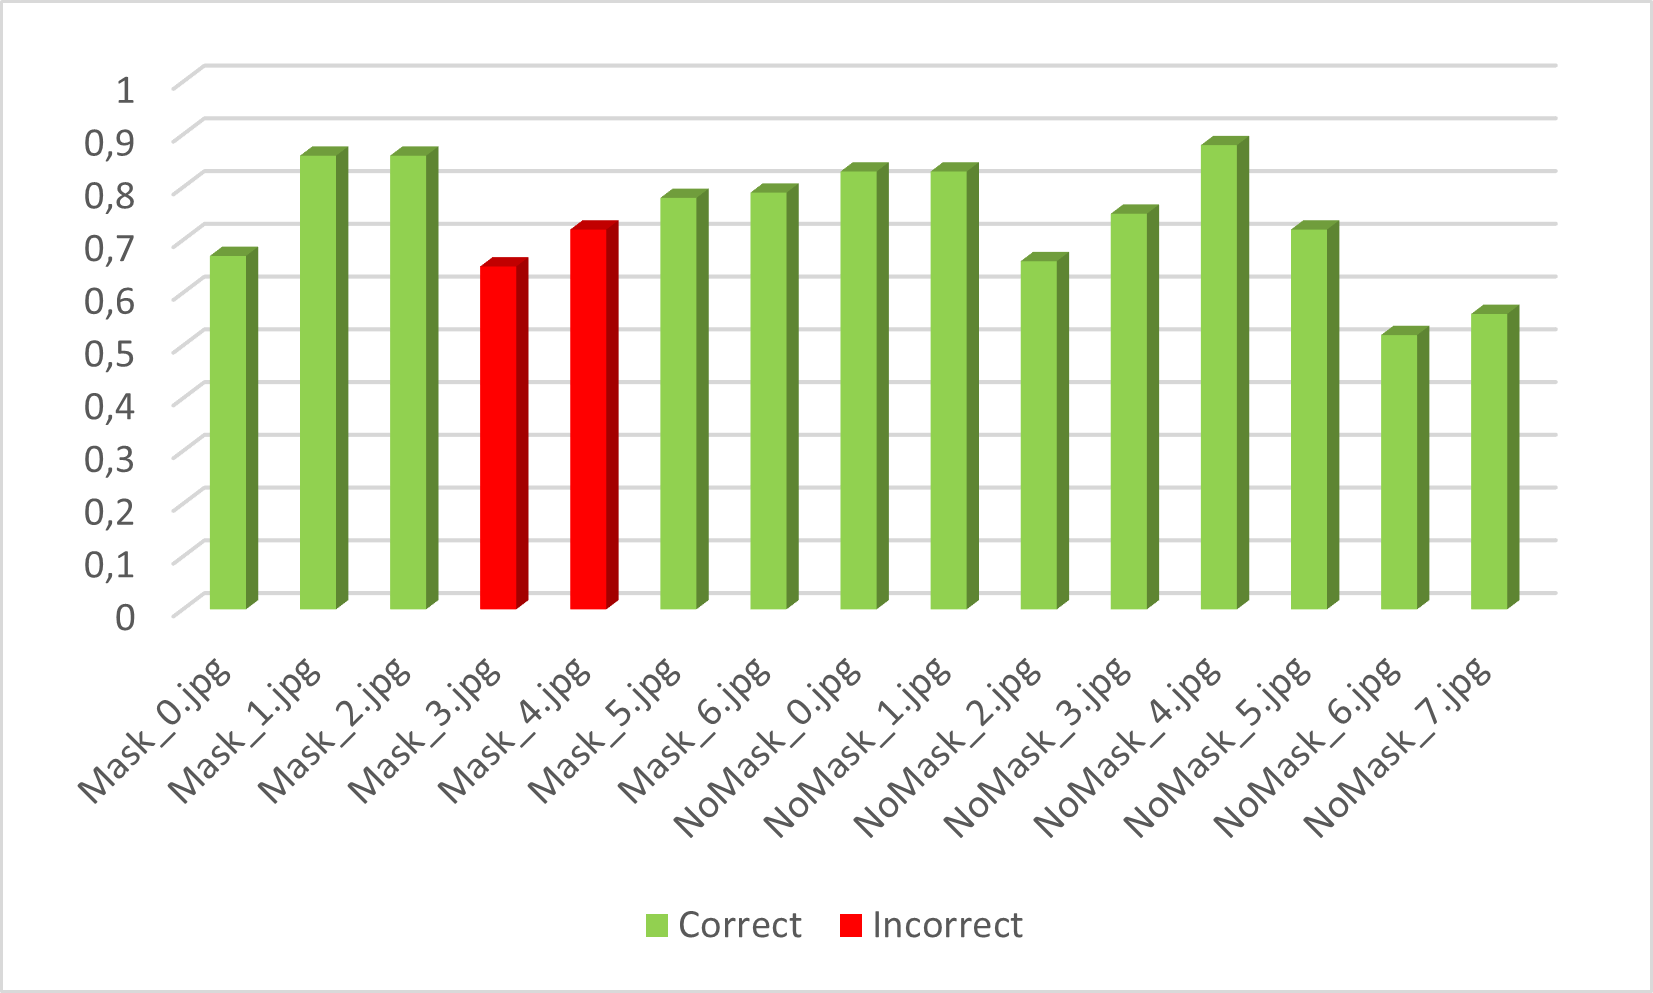 1
0,9
0,8
0,7
0,6
0,5
0,4
0,3
0,2
0,1
0
Mask_0.jpg
Mask_1.jpg
Mask_2.jpg
Mask_3.jpg
Mask_4.jpg
Mask_5.jpg
Mask_6.jpg
NoMask_0.jpg
NoMask_1.jpg
NoMask_2.jpg
NoMask_3.jpg
NoMask_4.jpg
NoMask_5.jpg
NoMask_6.jpg
NoMask_7.jpg
Correct Incorrect